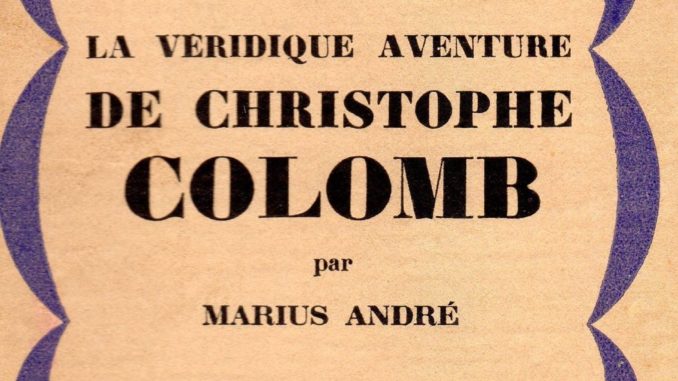 LA VÉRIDIQUE AVENTURE
DE CHRISTOPHE
COLOMB
par
MARIUS ANDRÉ